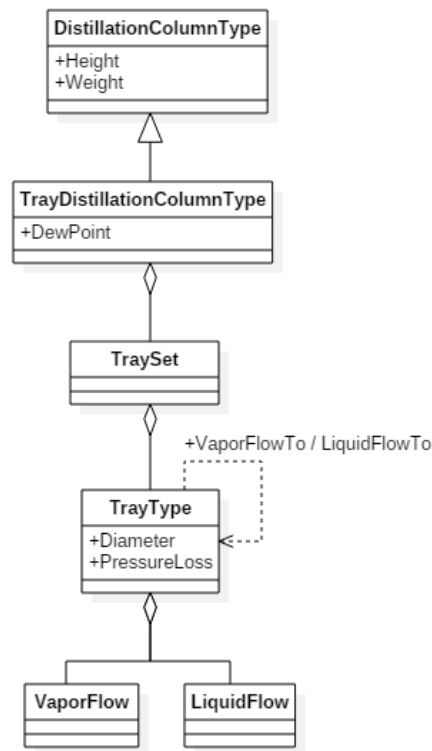 DistillationColumnType
+Height
+Weight
TrayDistillationColumnType
+DewPoint
TraySet
+VaporFlowTo / LiquidFlowTo
TrayType
+Diameter
+PressureLoss
VaporFlow
LiquidFlow